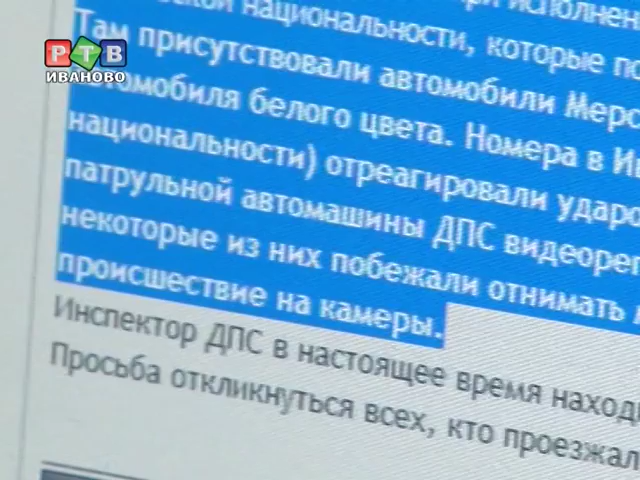 РТВ
ИВАНОВО
национальности, которые
Там присутствовали автомобили
автомобиля белого цвета. Номера в
национальности) отреагировали
патрульной автомашины ДПС
некоторые из них побежали отнимать
происшествие на камеры.
Инспектор ДПС в настоящее время
Просьба откликнуться всех, кто проезжал